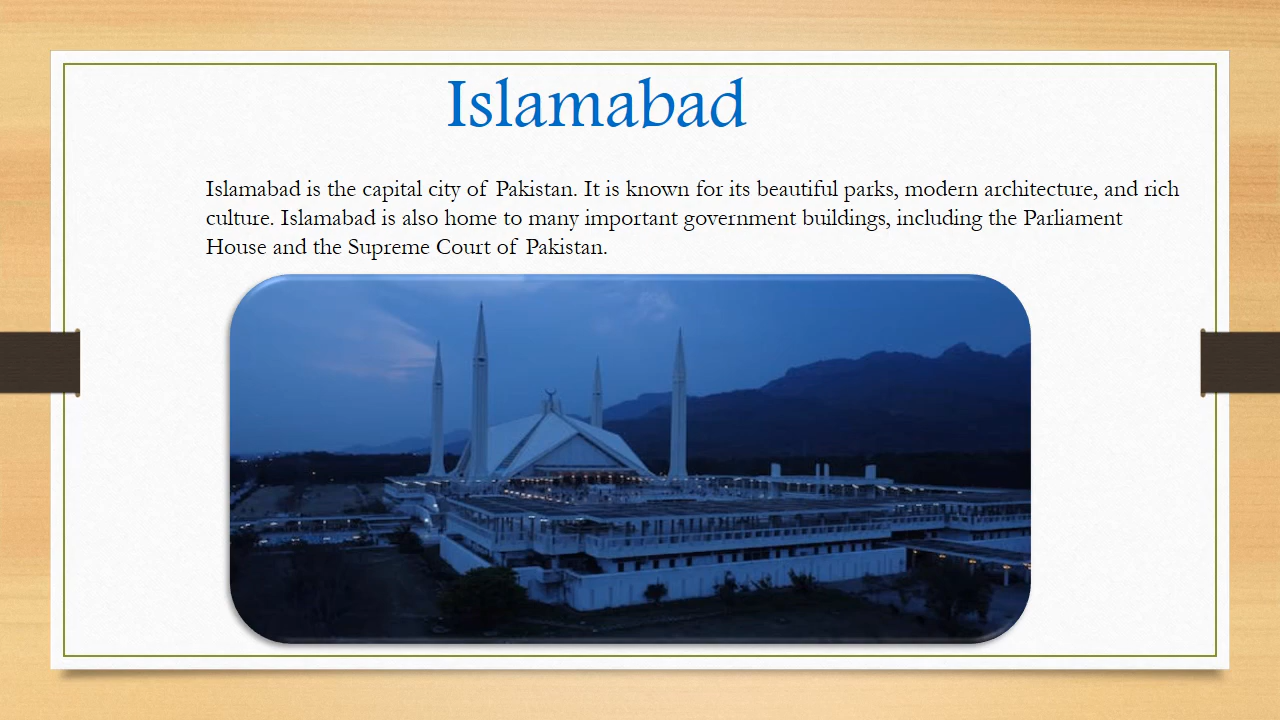 Islamabad
Islamabad is the capital city of Pakistan. It is known for its beautiful parks, modern architecture, and rich
culture. Islamabad is also home to many important government buildings, including the Parliament
House and the Supreme Court of Pakistan.